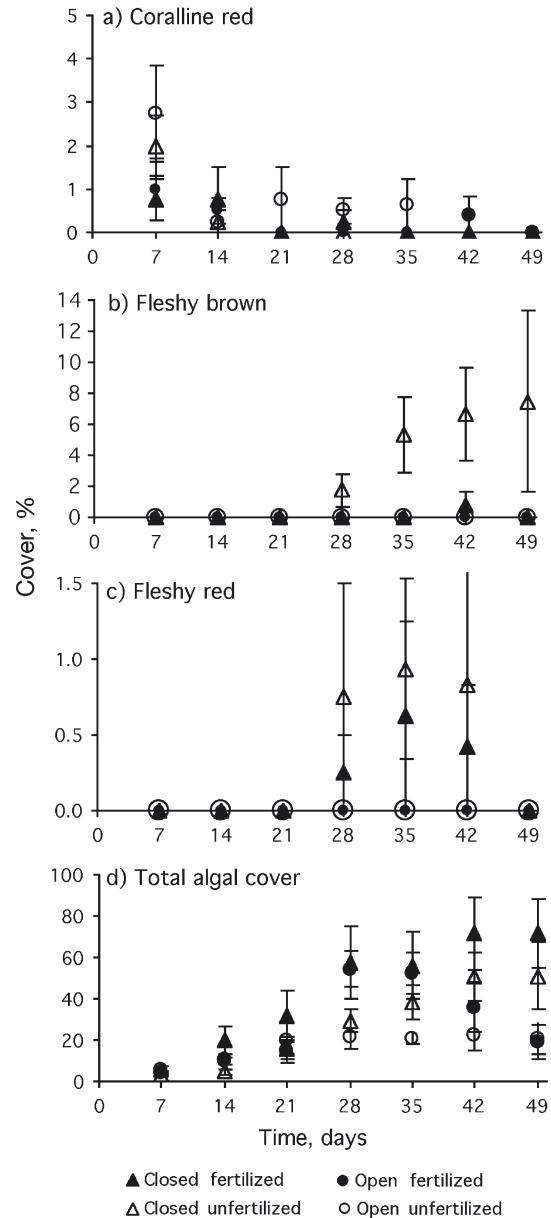 a) Coralline red
5
4
3
2
1
0
0 7 14 21 28 35 42 49
b) Fleshy brown
14
12
10
8
6
4
2
0
0 7 14 21 28 35 42 49
Cover, %
c) Fleshy red
1.5
1.0
0.5
0.0
0 7 14 21 28 35 42 49
d) Total algal cover
100
80
60
40
20
0
0 7 14 21 28 35 42 49
Time, days
Closed fertilized Open fertilized
Closed unfertilized Open unfertilized